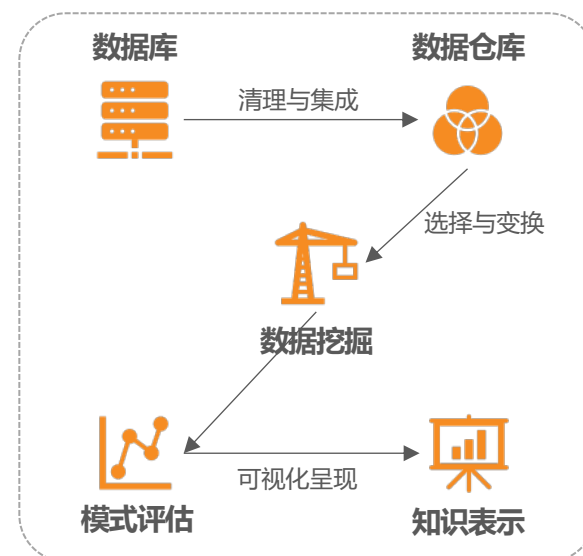 数据库
数据仓库
清理与集成
选择与变换
数据挖掘
可视化呈现
模式评估
知识表示